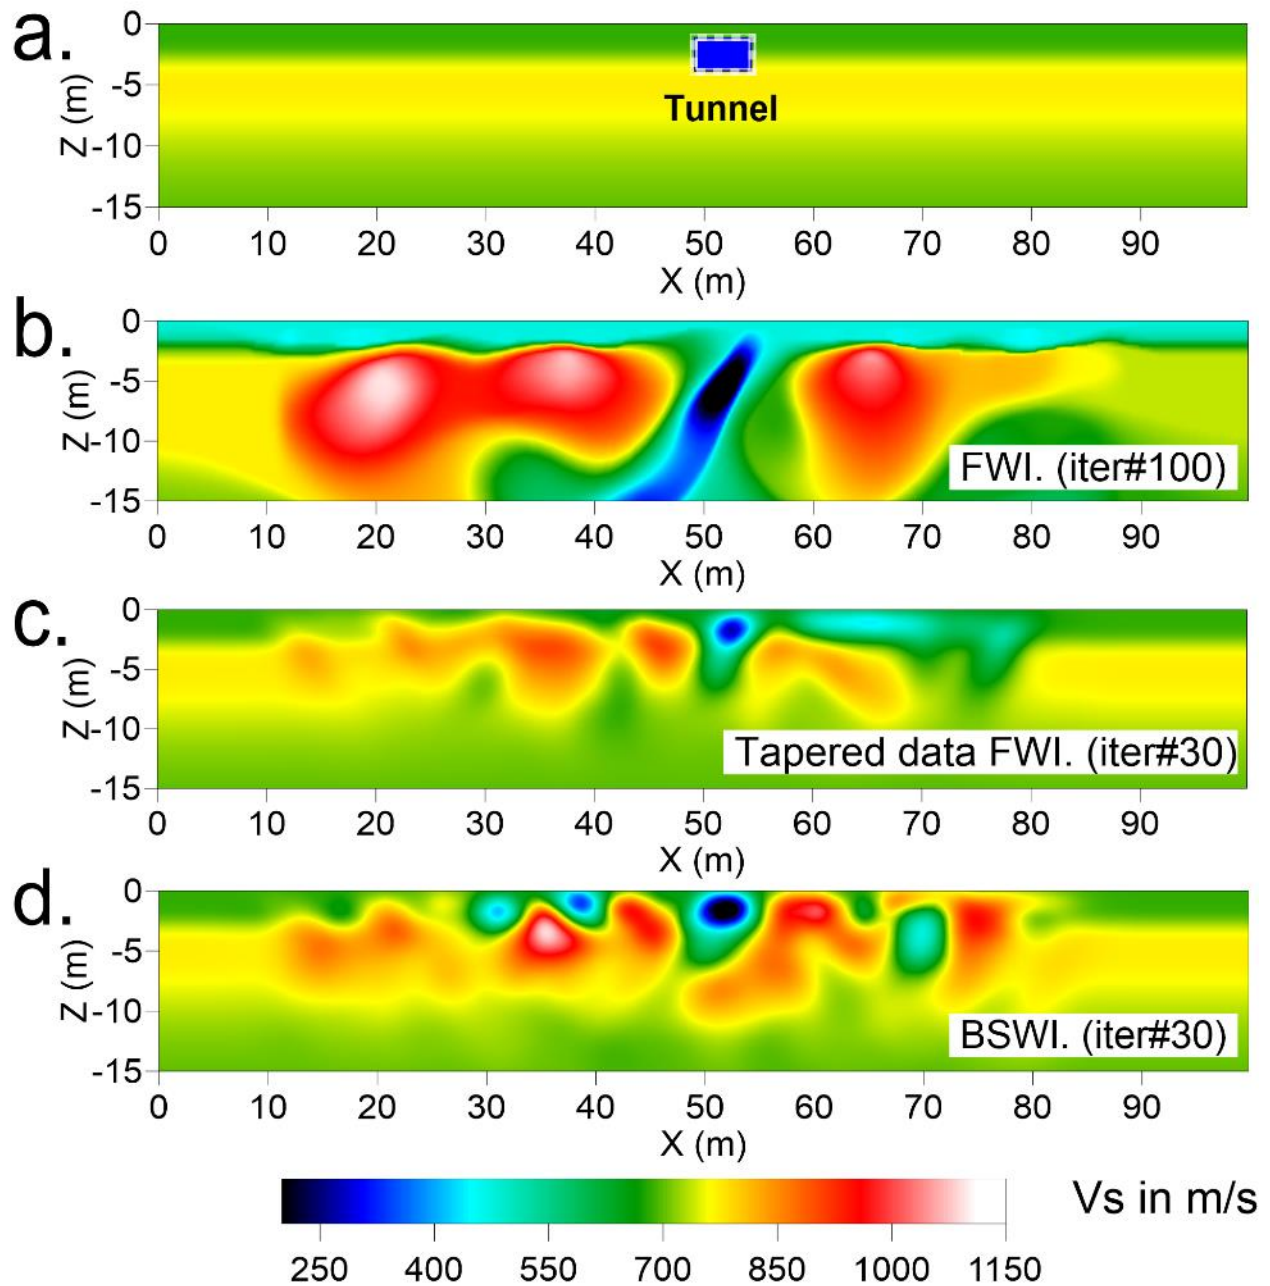 a.
0
-5
-10
-15
Z (m)
Tunnel
0 10 20 30 40 50 60 70 80 90
X (m)
b.
0
-5
-10
-15
Z (m)
FWI. (iter#100)
0 10 20 30 40 50 60 70 80 90
X (m)
c.
0
-5
-10
-15
Z (m)
Tapered data FWI. (iter#30)
0 10 20 30 40 50 60 70 80 90
X (m)
d.
0
-5
-10
-15
Z (m)
BSWI. (iter#30)
0 10 20 30 40 50 60 70 80 90
X (m)
Vs in m/s
250 400 550 700 850 1000 1150